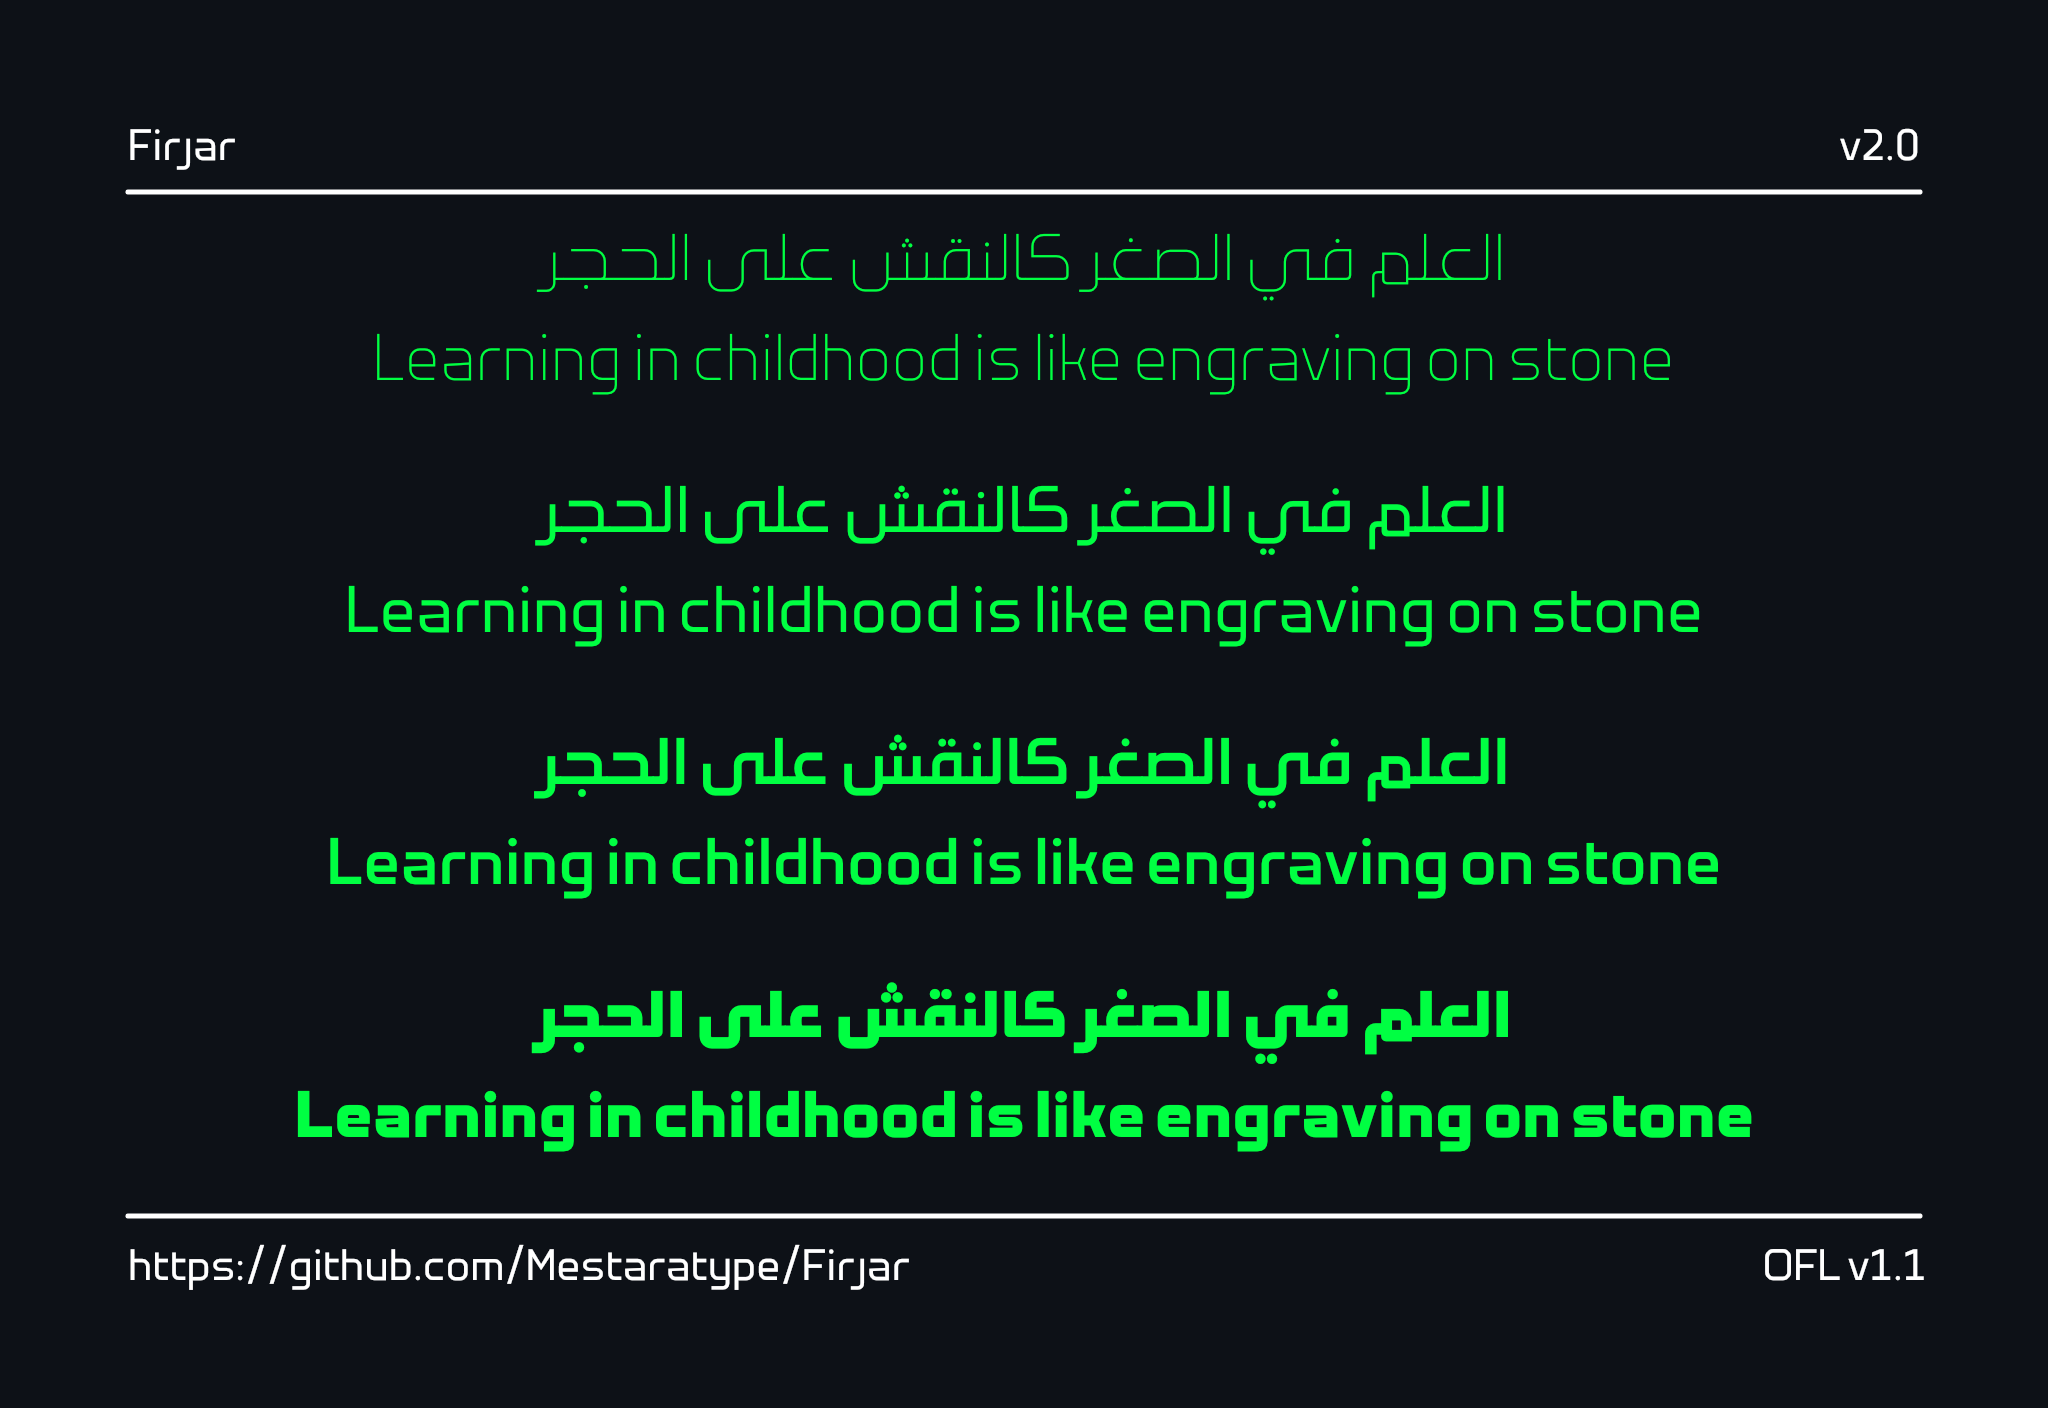 Firjar
v2.0
العلم في الصغر كالنقش على الحجر
Learning in childhood is like engraving on stone
العلم في الصغر كالنقش على الحجر
Learning in childhood is like engraving on stone
العلم في الصغر كالنقش على الحجر
Learning in childhood is like engraving on stone
العلم في الصغر كالنقش على الحجر
Learning in childhood is like engraving on stone
https://github.com/Mestaratype/Firjar
OFL v1.1